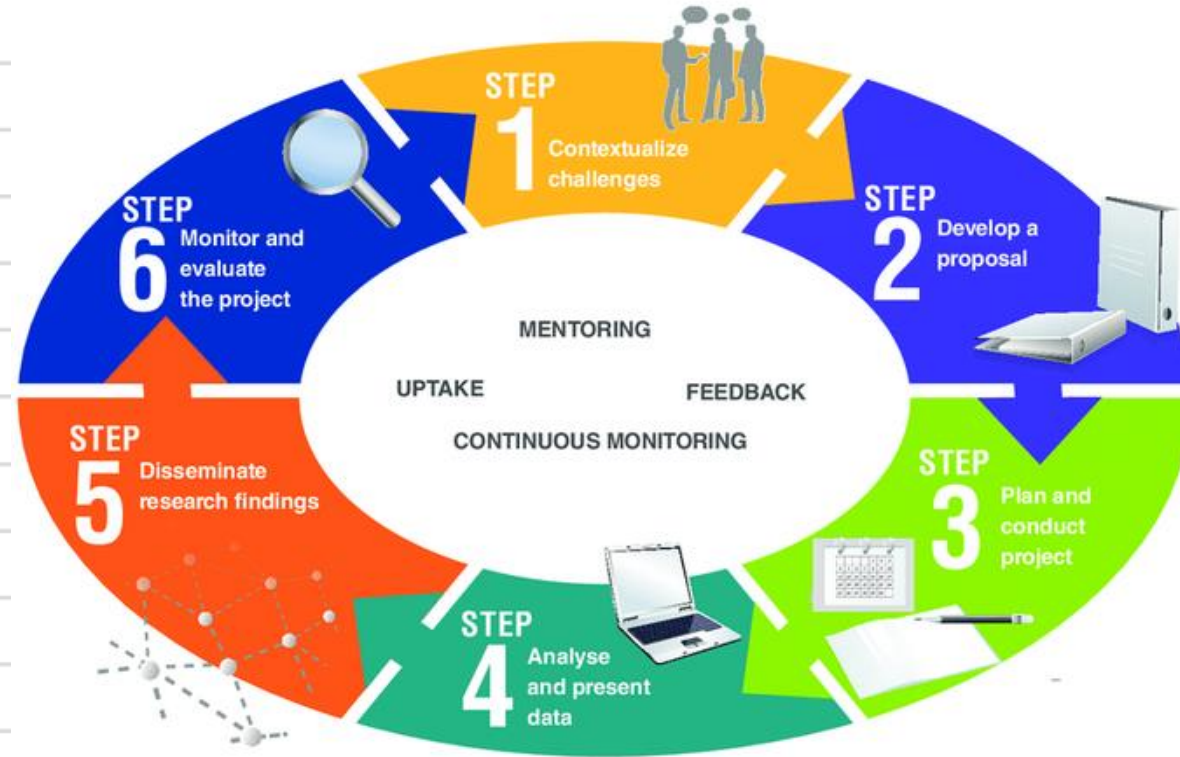 STEP
1
Contextualize
challenges
STEP
2
Develop a
proposal
STEP
3
Plan and
conduct
project
STEP
4
Analyse
and present
data
STEP
5
Disseminate
research findings
STEP
6
Monitor and
evaluate
the project
MENTORING
UPTAKE
FEEDBACK
CONTINUOUS MONITORING